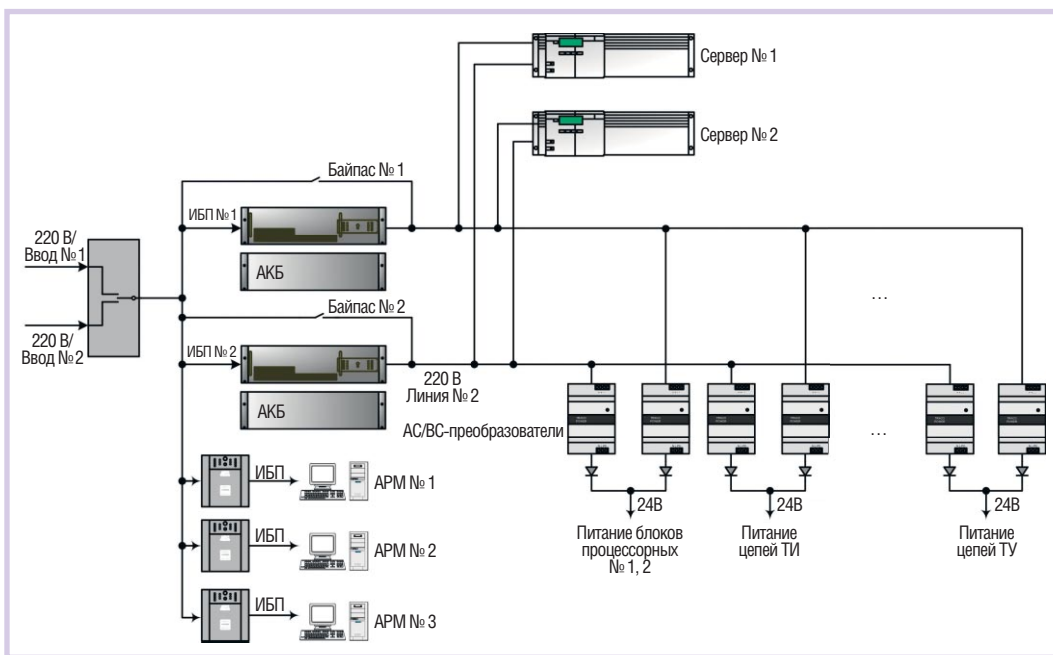 Сервер № 1
Сервер № 2
Байпас № 1
ИБП № 1
220 В/
Ввод № 1
АКБ
Байпас № 2
220 В/
Ввод № 2
ИБП № 2
220 В
Линия № 2
АКБ
АС/ВС-преобразователи
...
...
ИБП
АРМ № 1
24В
24В
24В
Питание блоков
процессорных
№ 1, 2
Питание
цепей ТИ
Питание
цепей ТУ
ИБП
АРМ № 2
ИБП
АРМ № 3